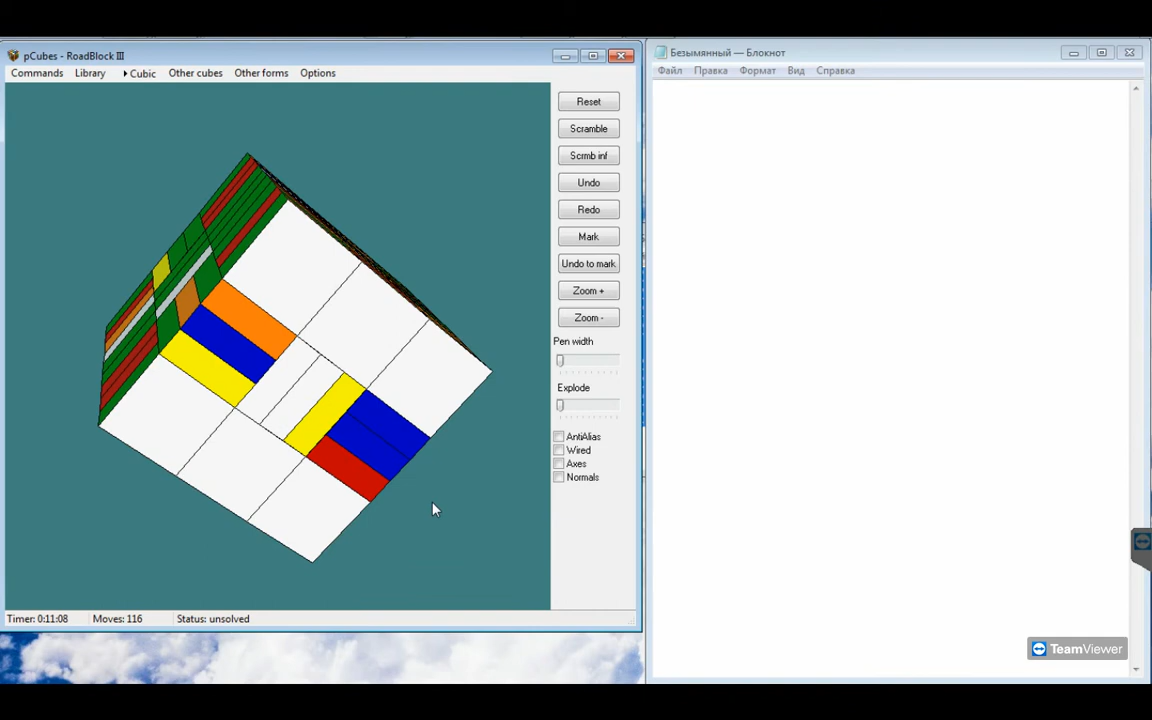 pCubes - RoadBlock III
Commands Library Cubic Other cubes Other forms Options
Reset
Scramble
Scrmb inf
Undo
Redo
Mark
Undo to mark
Zoom +
Zoom -
Pen width
Explode
AntiAlias
Wired
Axes
Normals
Timer: 0:11:08 Moves: 116 Status: unsolved
Безымянный — Блокнот
Файл Правка Формат Вид Справка
TeamViewer